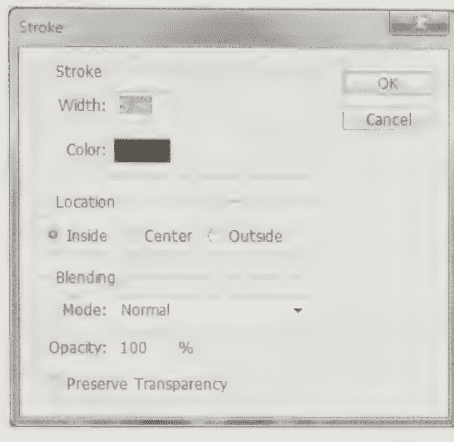 Stroke
Stroke
OK
Width:
Cancel
Color:
Location
Inside Center Outside
Blending
Mode: Normal
Opacity: 100 %
Preserve Transparency